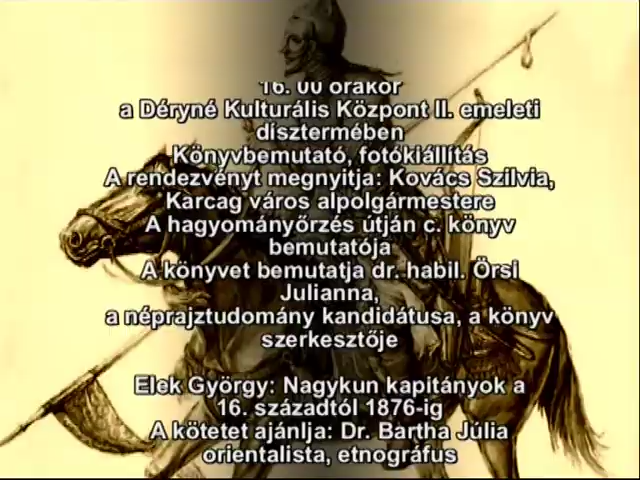 16. 00 órakor
a Déryné Kulturális Központ II. emeleti
dísztermében
Könyvbemutató, fotókiállítás
A rendezvényt megnyitja: Kovács Szilvia,
Karcag város alpolgármestere
A hagyományőrzés útján c. könyv
bemutatója
A könyvet bemutatja dr. habil. Örsi
Julianna,
a néprajztudomány kandidátusa, a könyv
szerkesztője
Elek György: Nagykun kapitányok a
16. századtól 1876-ig
A kötetet ajánlja: Dr. Bartha Júlia
orientalista, etnográfus